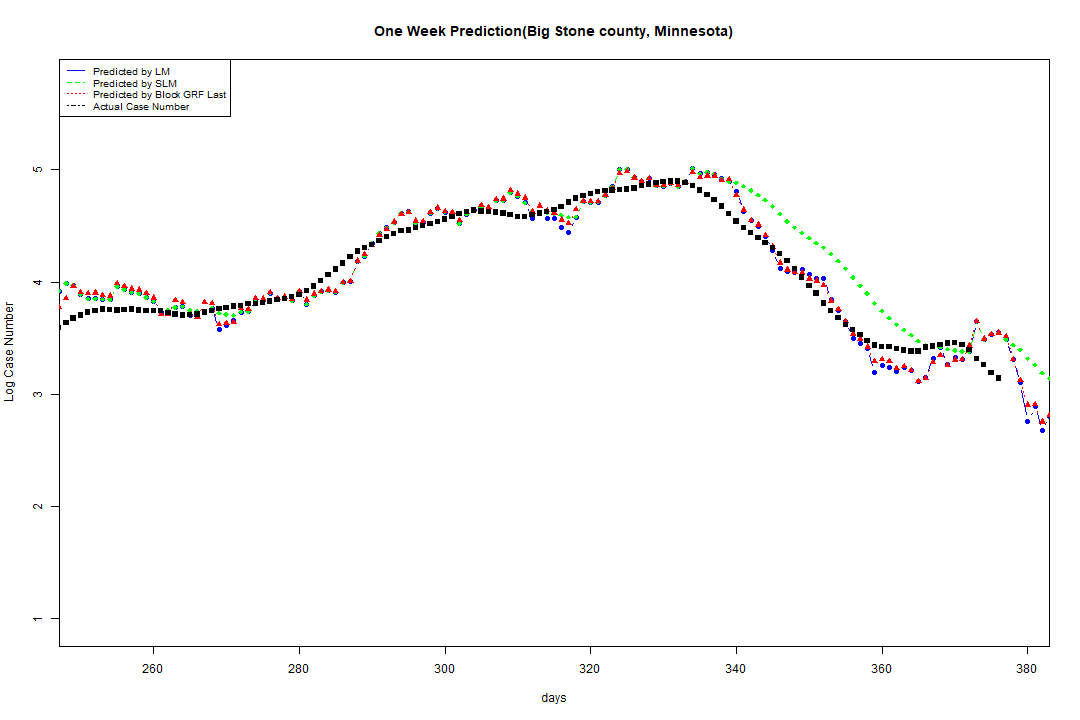 One Week Prediction(Big Stone county, Minnesota)
Predicted by LM
Predicted by SLM
Predicted by Block GRF Last
Actual Case Number
Log Case Number
5
4
3
2
1
260 280 300 320 340 360 380
days